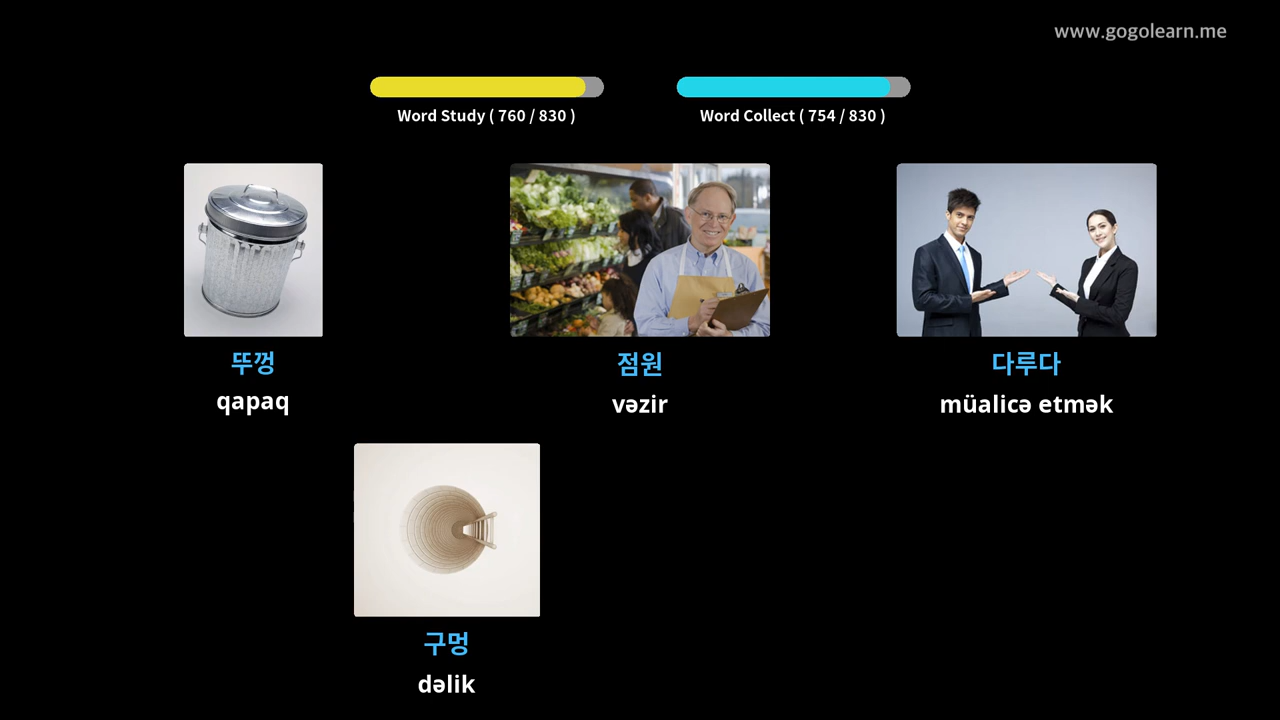 www.gogolearn.me
Word Study ( 760 / 830 )
Word Collect ( 754 / 830 )
뚜껑
qapaq
점원
vəzir
다루다
müalicə etmək
구멍
dəlik